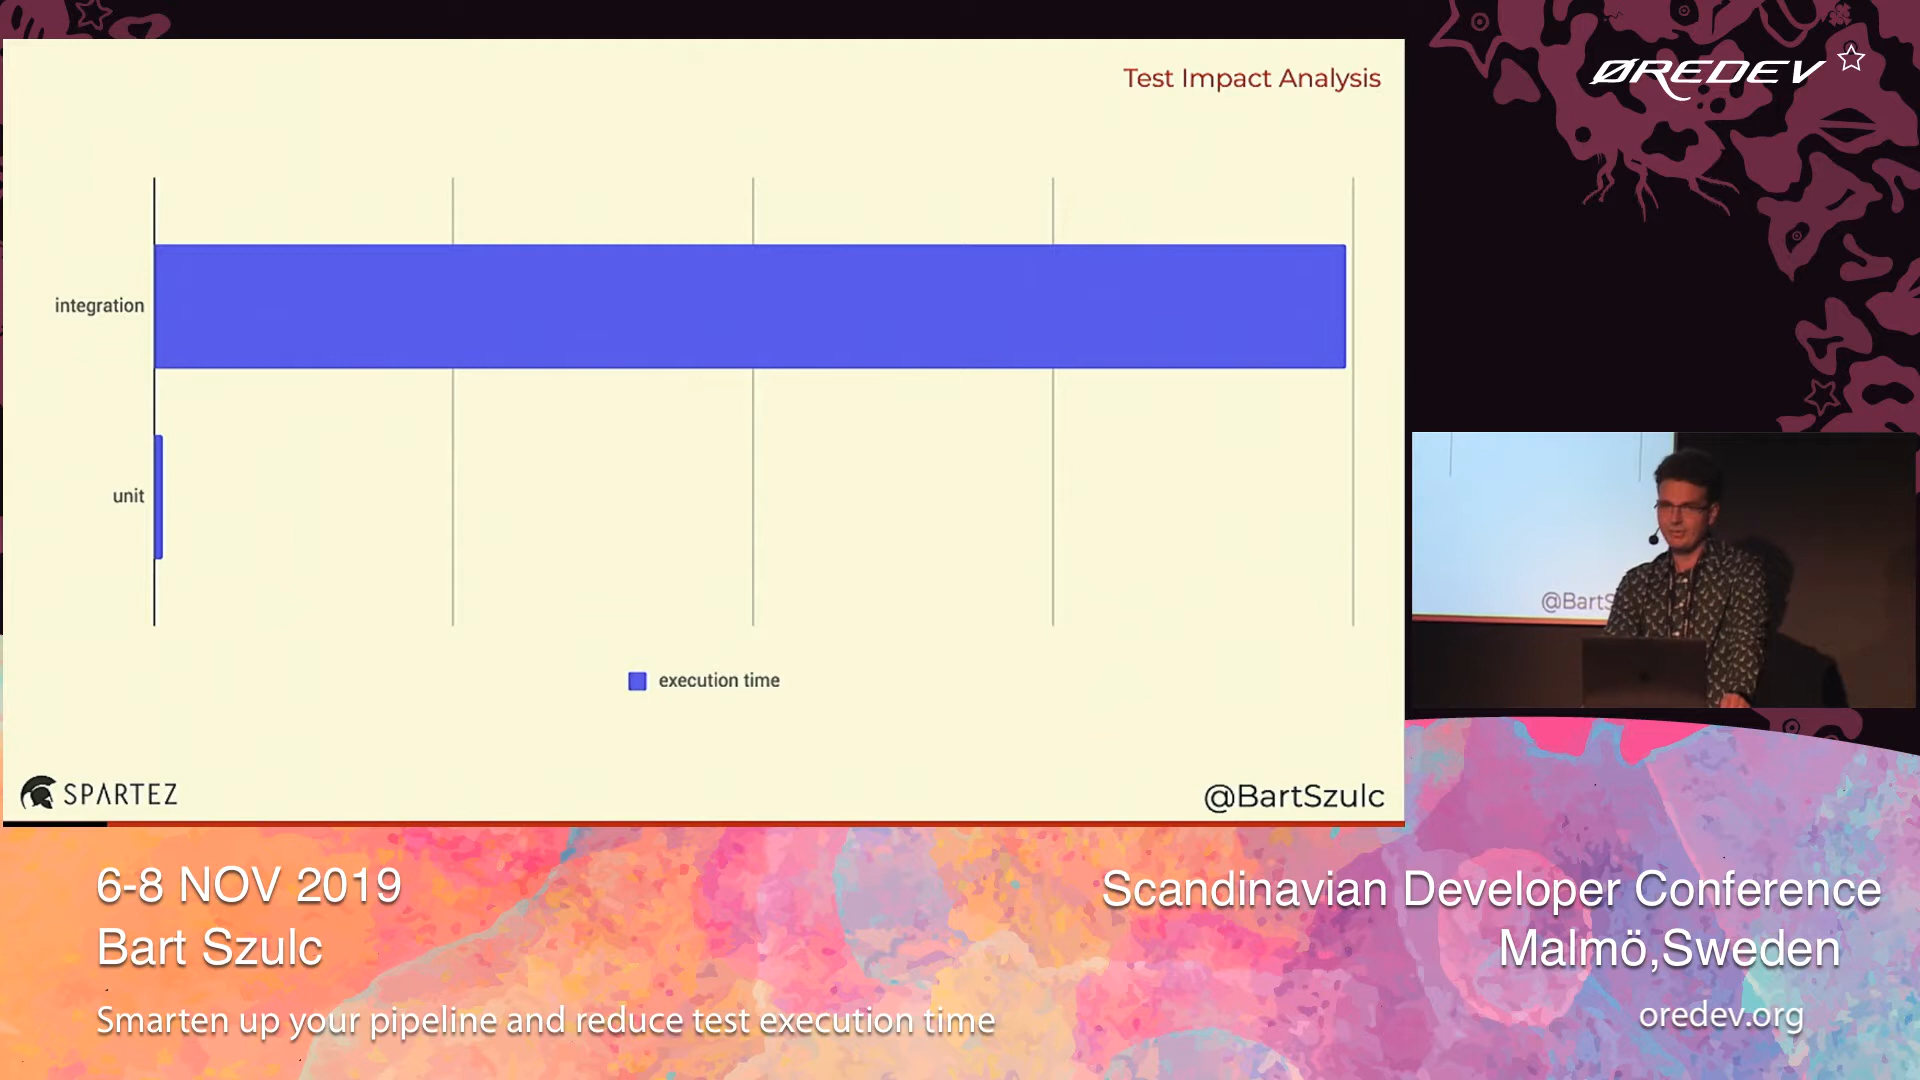 ØREDEV
Test Impact Analysis
integration
unit
execution time
SPARTEZ
@BartSzulc
@BartS
6-8 NOV 2019
Bart Szulc
Smarten up your pipeline and reduce test execution time
Scandinavian Developer Conference
Malmö,Sweden
oredev.org